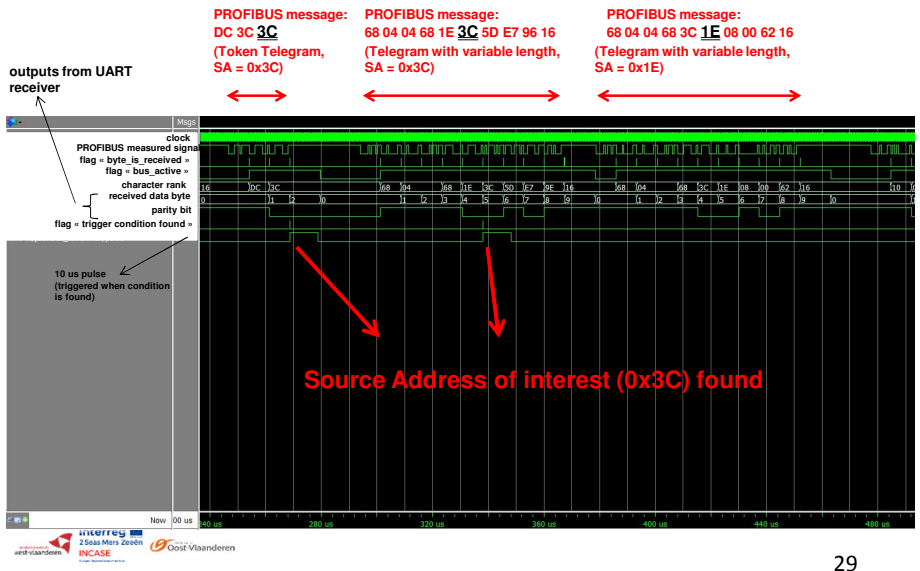 PROFIBUS message:
DC 3C 3C
(Token Telegram,
SA = 0x3C)
PROFIBUS message:
68 04 04 68 1E 3C 5D E7 96 16
(Telegram with variable length,
SA = 0x3C)
PROFIBUS message:
68 04 04 68 3C 1E 08 00 62 16
(Telegram with variable length,
SA = 0x1E)
outputs from UART
receiver
Msgs
clock
PROFIBUS measured signal
flag « byte_is_received »
flag « bus_active »
character rank
received data byte
parity bit
flag « trigger condition found »
16 DC 3C 68 04 68 1E 3C 5D E7 9E 16 68 04 68 3C 1E 08 00 62 16 10
0 1 2 0 1 2 3 4 5 6 7 8 9 0 1 2 3 4 5 6 7 8 9 0
10 us pulse
(triggered when condition
is found)
Source Address of interest (0x3C) found
Now 00 us
240 us 280 us 320 us 360 us 400 us 440 us 480 us
west-vlaanderen
Interreg
2 Seas Mers Zeeën
INCASE
Oost-Vlaanderen
29